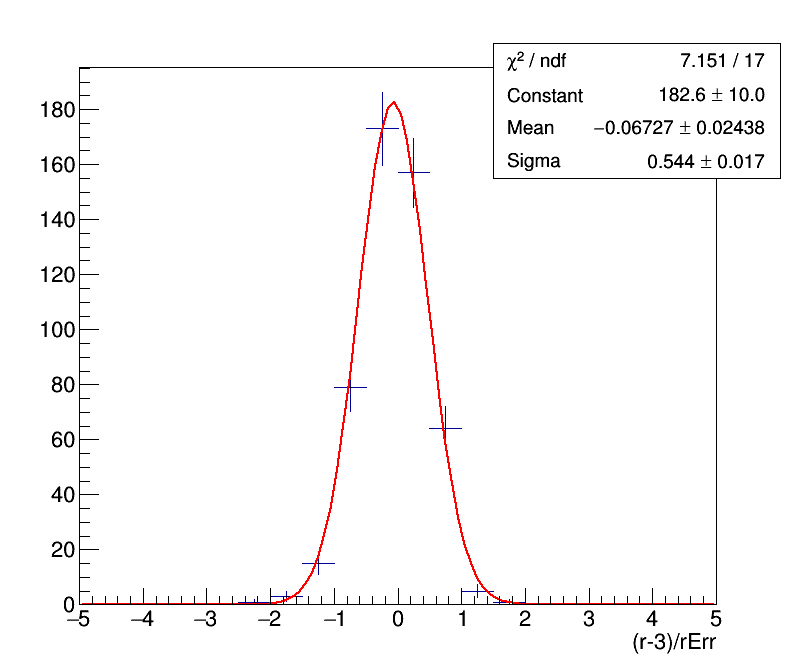 χ² / ndf 7.151 / 17
Constant 182.6 ± 10.0
Mean −0.06727 ± 0.02438
Sigma 0.544 ± 0.017
180
160
140
120
100
80
60
40
20
0
−5 −4 −3 −2 −1 0 1 2 3 4 5
(r-3)/rErr